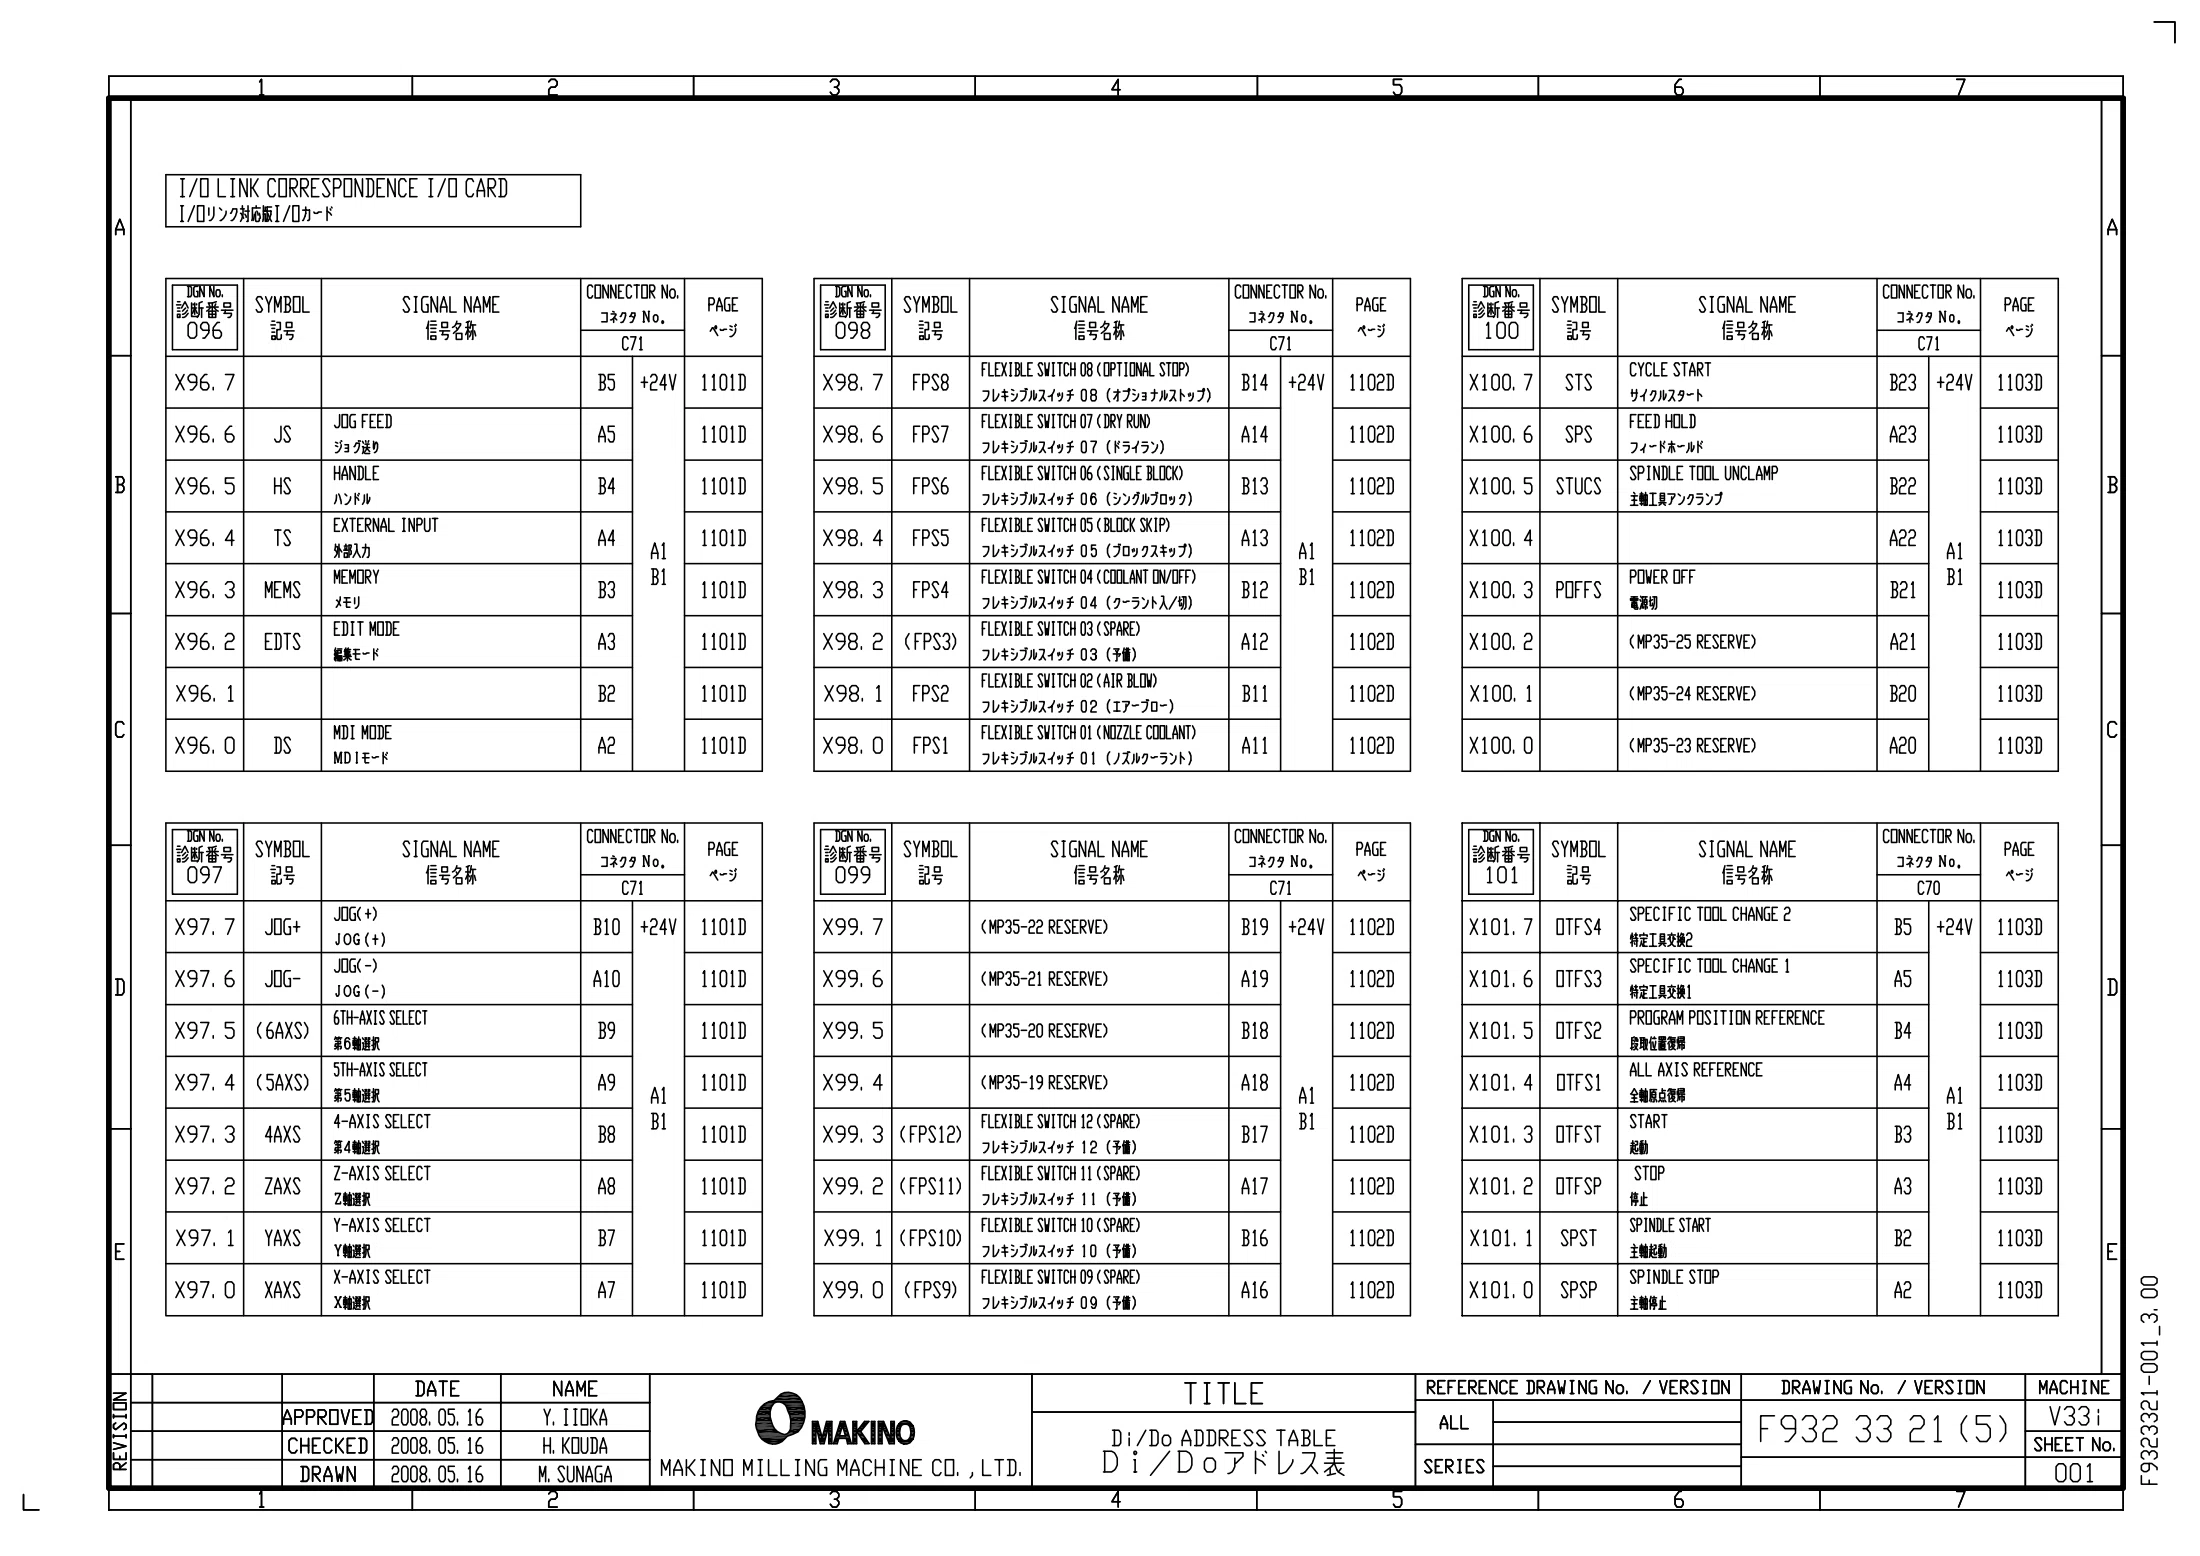 1 2 3 4 5 6 7
I/O LINK CORRESPONDENCE I/O CARD
I/Oリンク対応版I/Oカード
DGN No. 診断番号 096 SYMBOL 記号 SIGNAL NAME 信号名称 CONNECTOR No. コネクタ No. C71 PAGE ページ
X96. 7 B5 +24V 1101D
X96. 6 JS JOG FEED ジョグ送り A5 1101D
X96. 5 HS HANDLE ハンドル B4 1101D
X96. 4 TS EXTERNAL INPUT 外部入力 A4 A1 1101D
X96. 3 MEMS MEMORY メモリ B3 B1 1101D
X96. 2 EDTS EDIT MODE 編集モード A3 1101D
X96. 1 B2 1101D
X96. 0 DS MDI MODE MDIモード A2 1101D
DGN No. 診断番号 098 SYMBOL 記号 SIGNAL NAME 信号名称 CONNECTOR No. コネクタ No. C71 PAGE ページ
X98. 7 FPS8 FLEXIBLE SWITCH 08 (OPTIONAL STOP) フレキシブルスイッチ 08 (オプショナルストップ) B14 +24V 1102D
X98. 6 FPS7 FLEXIBLE SWITCH 07 (DRY RUN) フレキシブルスイッチ 07 (ドライラン) A14 1102D
X98. 5 FPS6 FLEXIBLE SWITCH 06 (SINGLE BLOCK) フレキシブルスイッチ 06 (シングルブロック) B13 1102D
X98. 4 FPS5 FLEXIBLE SWITCH 05 (BLOCK SKIP) フレキシブルスイッチ 05 (ブロックスキップ) A13 A1 1102D
X98. 3 FPS4 FLEXIBLE SWITCH 04 (COOLANT ON/OFF) フレキシブルスイッチ 04 (クーラント入/切) B12 B1 1102D
X98. 2 (FPS3) FLEXIBLE SWITCH 03 (SPARE) フレキシブルスイッチ 03 (予備) A12 1102D
X98. 1 FPS2 FLEXIBLE SWITCH 02 (AIR BLOW) フレキシブルスイッチ 02 (エアーブロー) B11 1102D
X98. 0 FPS1 FLEXIBLE SWITCH 01 (NOZZLE COOLANT) フレキシブルスイッチ 01 (ノズルクーラント) A11 1102D
DGN No. 診断番号 100 SYMBOL 記号 SIGNAL NAME 信号名称 CONNECTOR No. コネクタ No. C71 PAGE ページ
X100. 7 STS CYCLE START サイクルスタート B23 +24V 1103D
X100. 6 SPS FEED HOLD フィードホールド A23 1103D
X100. 5 STUCS SPINDLE TOOL UNCLAMP 主軸工具アンクランプ B22 1103D
X100. 4 A22 A1 1103D
X100. 3 POFFS POWER OFF 電源切 B21 B1 1103D
X100. 2 (MP35-25 RESERVE) A21 1103D
X100. 1 (MP35-24 RESERVE) B20 1103D
X100. 0 (MP35-23 RESERVE) A20 1103D
DGN No. 診断番号 097 SYMBOL 記号 SIGNAL NAME 信号名称 CONNECTOR No. コネクタ No. C71 PAGE ページ
X97. 7 JOG+ JOG(+) JOG(+) B10 +24V 1101D
X97. 6 JOG- JOG(-) JOG(-) A10 1101D
X97. 5 (6AXS) 6TH-AXIS SELECT 第6軸選択 B9 1101D
X97. 4 (5AXS) 5TH-AXIS SELECT 第5軸選択 A9 A1 1101D
X97. 3 4AXS 4-AXIS SELECT 第4軸選択 B8 B1 1101D
X97. 2 ZAXS Z-AXIS SELECT Z軸選択 A8 1101D
X97. 1 YAXS Y-AXIS SELECT Y軸選択 B7 1101D
X97. 0 XAXS X-AXIS SELECT X軸選択 A7 1101D
DGN No. 診断番号 099 SYMBOL 記号 SIGNAL NAME 信号名称 CONNECTOR No. コネクタ No. C71 PAGE ページ
X99. 7 (MP35-22 RESERVE) B19 +24V 1102D
X99. 6 (MP35-21 RESERVE) A19 1102D
X99. 5 (MP35-20 RESERVE) B18 1102D
X99. 4 (MP35-19 RESERVE) A18 A1 1102D
X99. 3 (FPS12) FLEXIBLE SWITCH 12 (SPARE) フレキシブルスイッチ 12 (予備) B17 B1 1102D
X99. 2 (FPS11) FLEXIBLE SWITCH 11 (SPARE) フレキシブルスイッチ 11 (予備) A17 1102D
X99. 1 (FPS10) FLEXIBLE SWITCH 10 (SPARE) フレキシブルスイッチ 10 (予備) B16 1102D
X99. 0 (FPS9) FLEXIBLE SWITCH 09 (SPARE) フレキシブルスイッチ 09 (予備) A16 1102D
DGN No. 診断番号 101 SYMBOL 記号 SIGNAL NAME 信号名称 CONNECTOR No. コネクタ No. C70 PAGE ページ
X101. 7 OTFS4 SPECIFIC TOOL CHANGE 2 特定工具交換2 B5 +24V 1103D
X101. 6 OTFS3 SPECIFIC TOOL CHANGE 1 特定工具交換1 A5 1103D
X101. 5 OTFS2 PROGRAM POSITION REFERENCE 段取位置復帰 B4 1103D
X101. 4 OTFS1 ALL AXIS REFERENCE 全軸原点復帰 A4 A1 1103D
X101. 3 OTFST START 起動 B3 B1 1103D
X101. 2 OTFSP STOP 停止 A3 1103D
X101. 1 SPST SPINDLE START 主軸起動 B2 1103D
X101. 0 SPSP SPINDLE STOP 主軸停止 A2 1103D
A B C D E
A B C D E
REVISION
DATE NAME
APPROVED 2008. 05. 16 Y. IIOKA
CHECKED 2008. 05. 16 H. KOUDA
DRAWN 2008. 05. 16 M. SUNAGA
MAKINO
MAKINO MILLING MACHINE CO. ,LTD.
TITLE
Di/Do ADDRESS TABLE
Di/Doアドレス表
REFERENCE DRAWING No. / VERSION
ALL
SERIES
DRAWING No. / VERSION
F932 33 21 (5)
MACHINE
V33i
SHEET No.
001
F9323321-001_3. 00
1 2 3 4 5 6 7